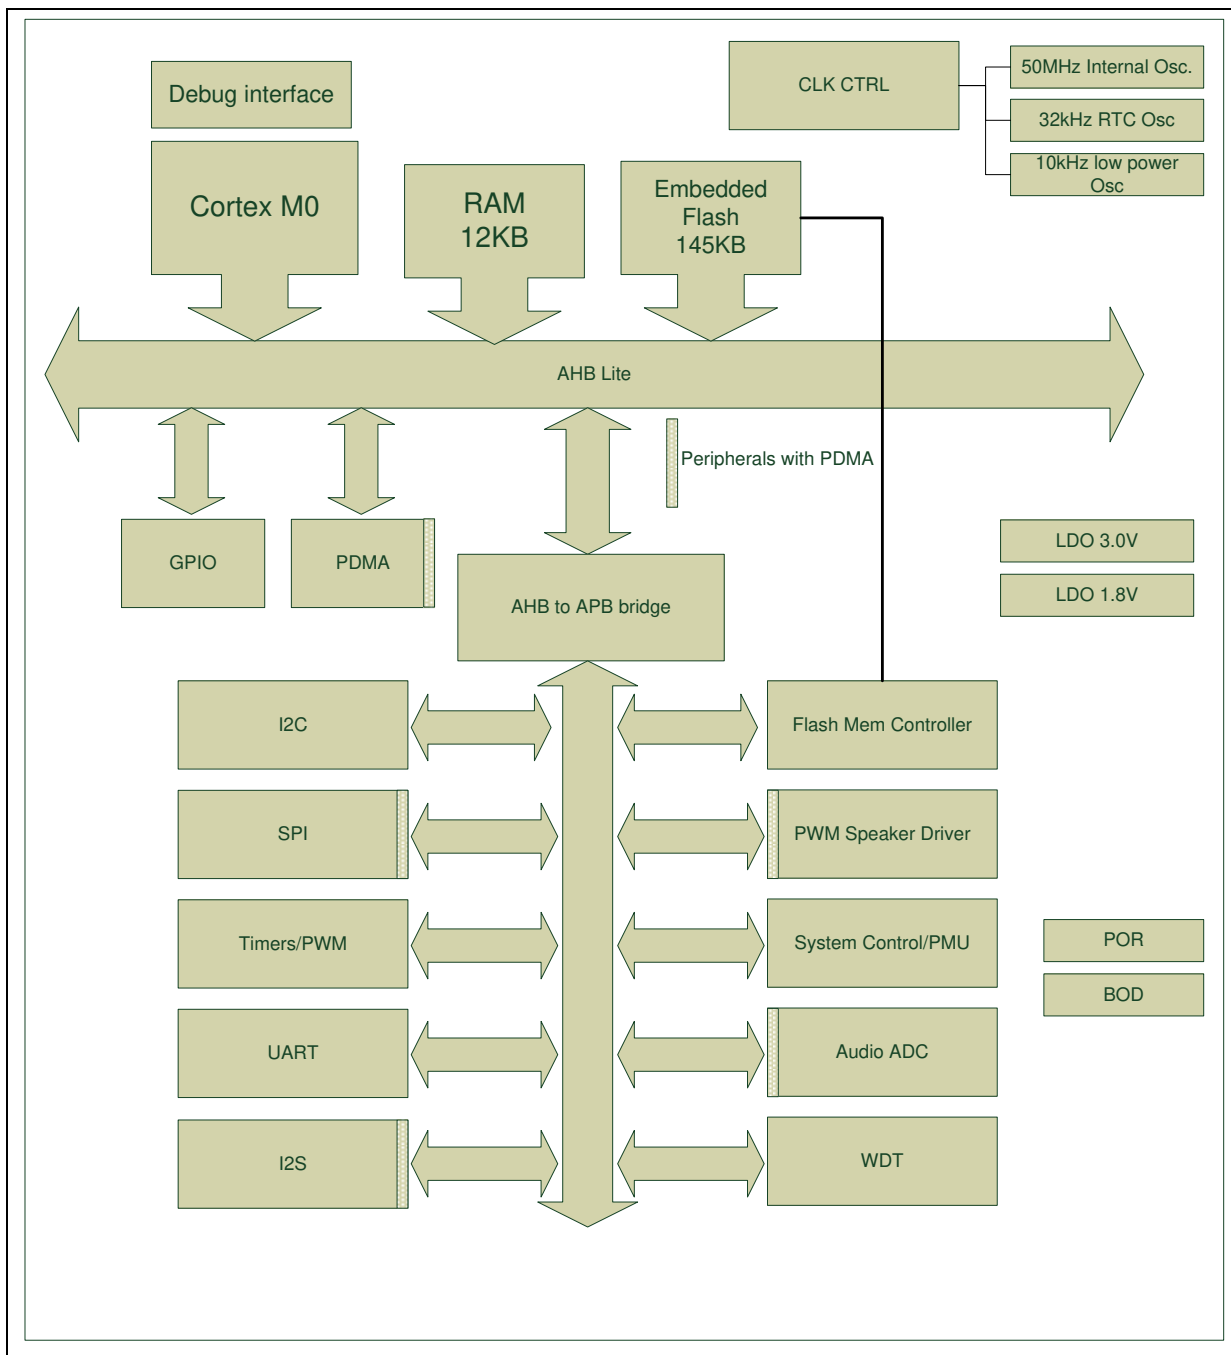 Debug interface
CLK CTRL
50MHz Internal Osc.
32kHz RTC Osc
10kHz low power
Osc
Cortex M0
RAM
12KB
Embedded
Flash
145KB
AHB Lite
Peripherals with PDMA
GPIO
PDMA
AHB to APB bridge
LDO 3.0V
LDO 1.8V
I2C
Flash Mem Controller
SPI
PWM Speaker Driver
Timers/PWM
System Control/PMU
POR
BOD
UART
Audio ADC
I2S
WDT